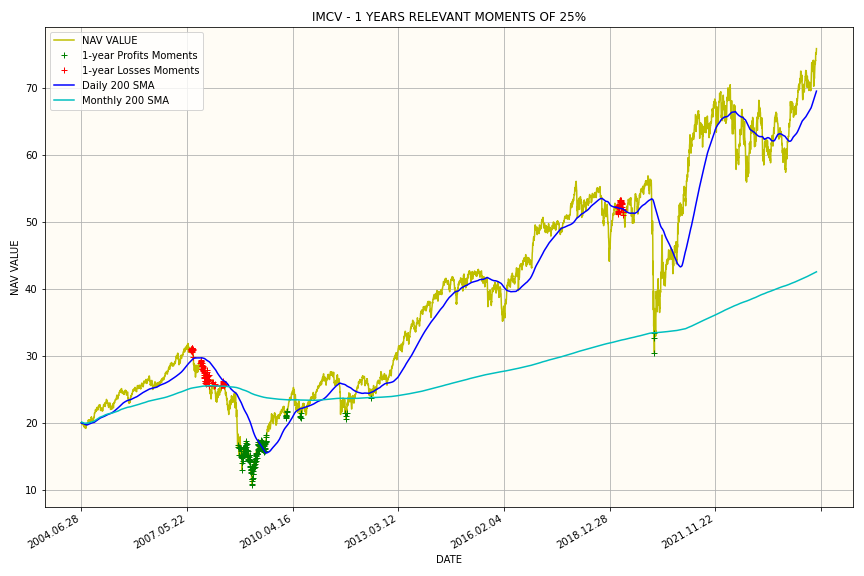 IMCV - 1 YEARS RELEVANT MOMENTS OF 25%
NAV VALUE
1-year Profits Moments
1-year Losses Moments
Daily 200 SMA
Monthly 200 SMA
NAV VALUE
70
60
50
40
30
20
10
2004.06.28
2007.05.22
2010.04.16
2013.03.12
2016.02.04
2018.12.28
2021.11.22
DATE